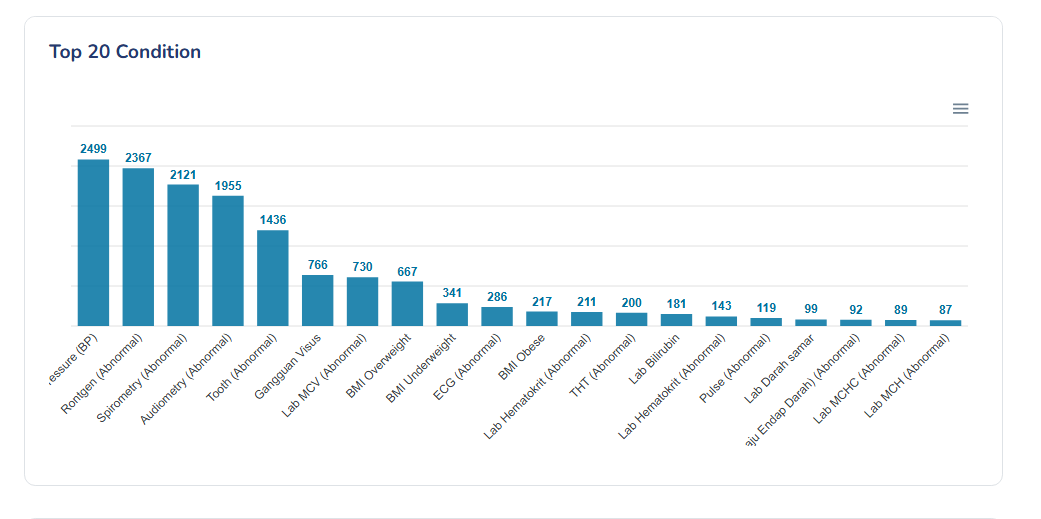 Top 20 Condition
2499
2367
2121
1955
1436
766
730
667
341
286
217
211
200
181
143
119
99
92
89
87
essure (BP)
Rontgen (Abnormal)
Spirometry (Abnormal)
Audiometry (Abnormal)
Tooth (Abnormal)
Gangguan Visus
Lab MCV (Abnormal)
BMI Overweight
BMI Underweight
ECG (Abnormal)
BMI Obese
Lab Hematokrit (Abnormal)
THT (Abnormal)
Lab Bilirubin
Lab Hematokrit (Abnormal)
Pulse (Abnormal)
Lab Darah samar
aju Endap Darah) (Abnormal)
Lab MCHC (Abnormal)
Lab MCH (Abnormal)